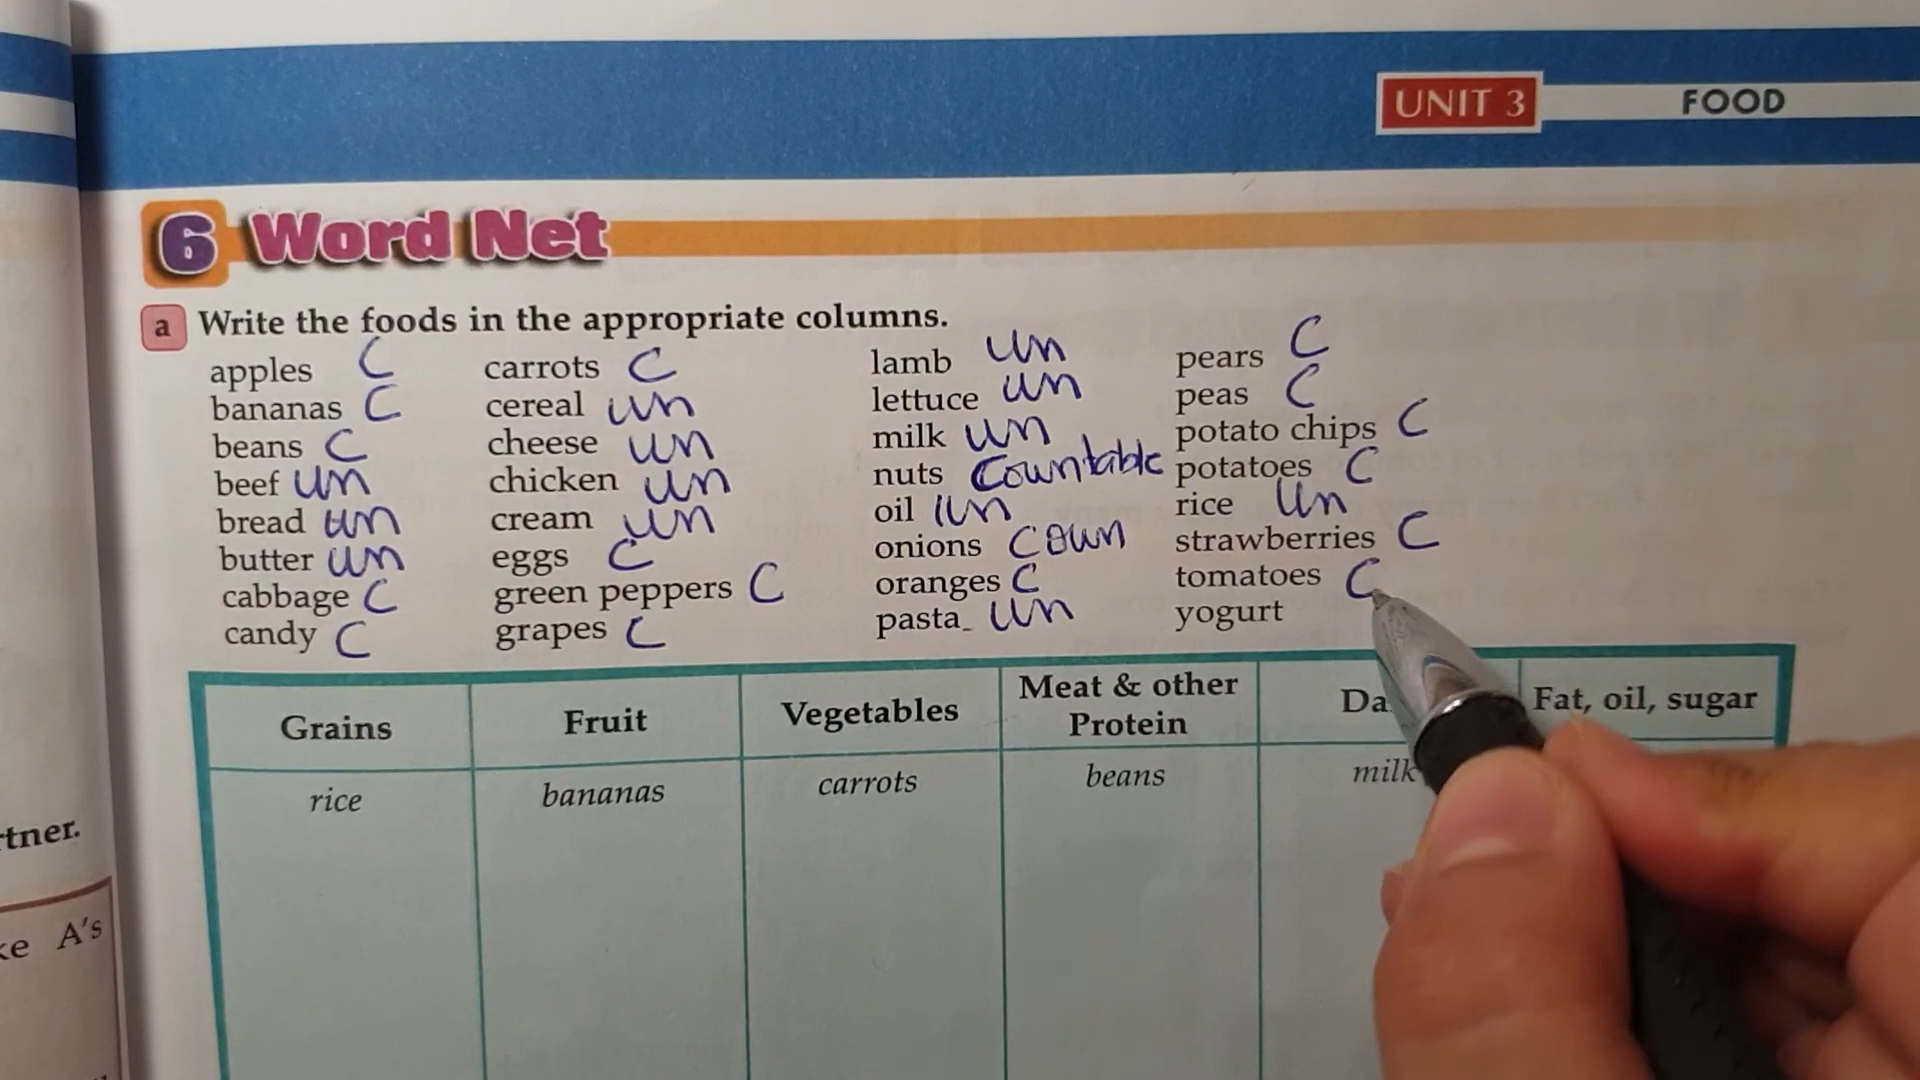 UNIT 3 FOOD
6 Word Net
a Write the foods in the appropriate columns.
apples C
bananas C
beans C
beef un
bread un
butter un
cabbage C
candy C
carrots C
cereal un
cheese un
chicken un
cream un
eggs C
green peppers C
grapes C
lamb un
lettuce un
milk un
nuts Countable
oil un
onions coun
oranges C
pasta un
pears C
peas C
potato chips C
potatoes C
rice un
strawberries C
tomatoes C
yogurt
Grains Fruit Vegetables Meat & other Protein Fat, oil, sugar
rice bananas carrots beans milk
rtner.
ke A's